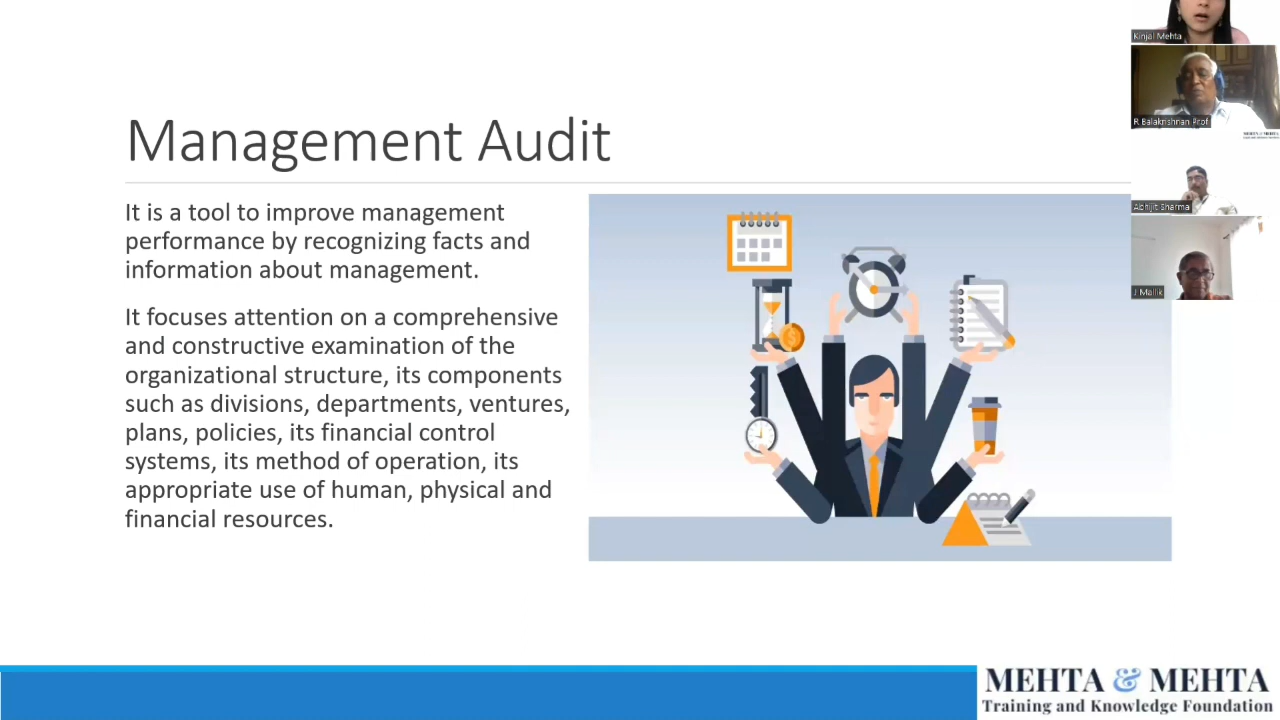 Management Audit
It is a tool to improve management
performance by recognizing facts and
information about management.
It focuses attention on a comprehensive
and constructive examination of the
organizational structure, its components
such as divisions, departments, ventures,
plans, policies, its financial control
systems, its method of operation, its
appropriate use of human, physical and
financial resources.
Kinjal Mehta
R Balakrishnan Prof
MEHTA & MEHTA
Abhijit Sharma
J Mallik
MEHTA & MEHTA
Training and Knowledge Foundation